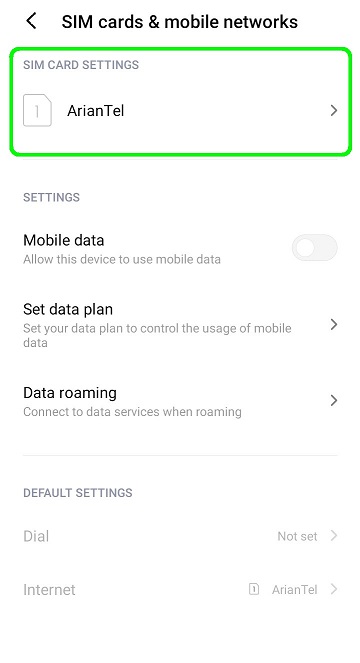 SIM cards & mobile networks
SIM CARD SETTINGS
1 ArianTel
SETTINGS
Mobile data
Allow this device to use mobile data
Set data plan
Set your data plan to control the usage of mobile
data
Data roaming
Connect to data services when roaming
DEFAULT SETTINGS
Dial Not set
Internet 1 ArianTel